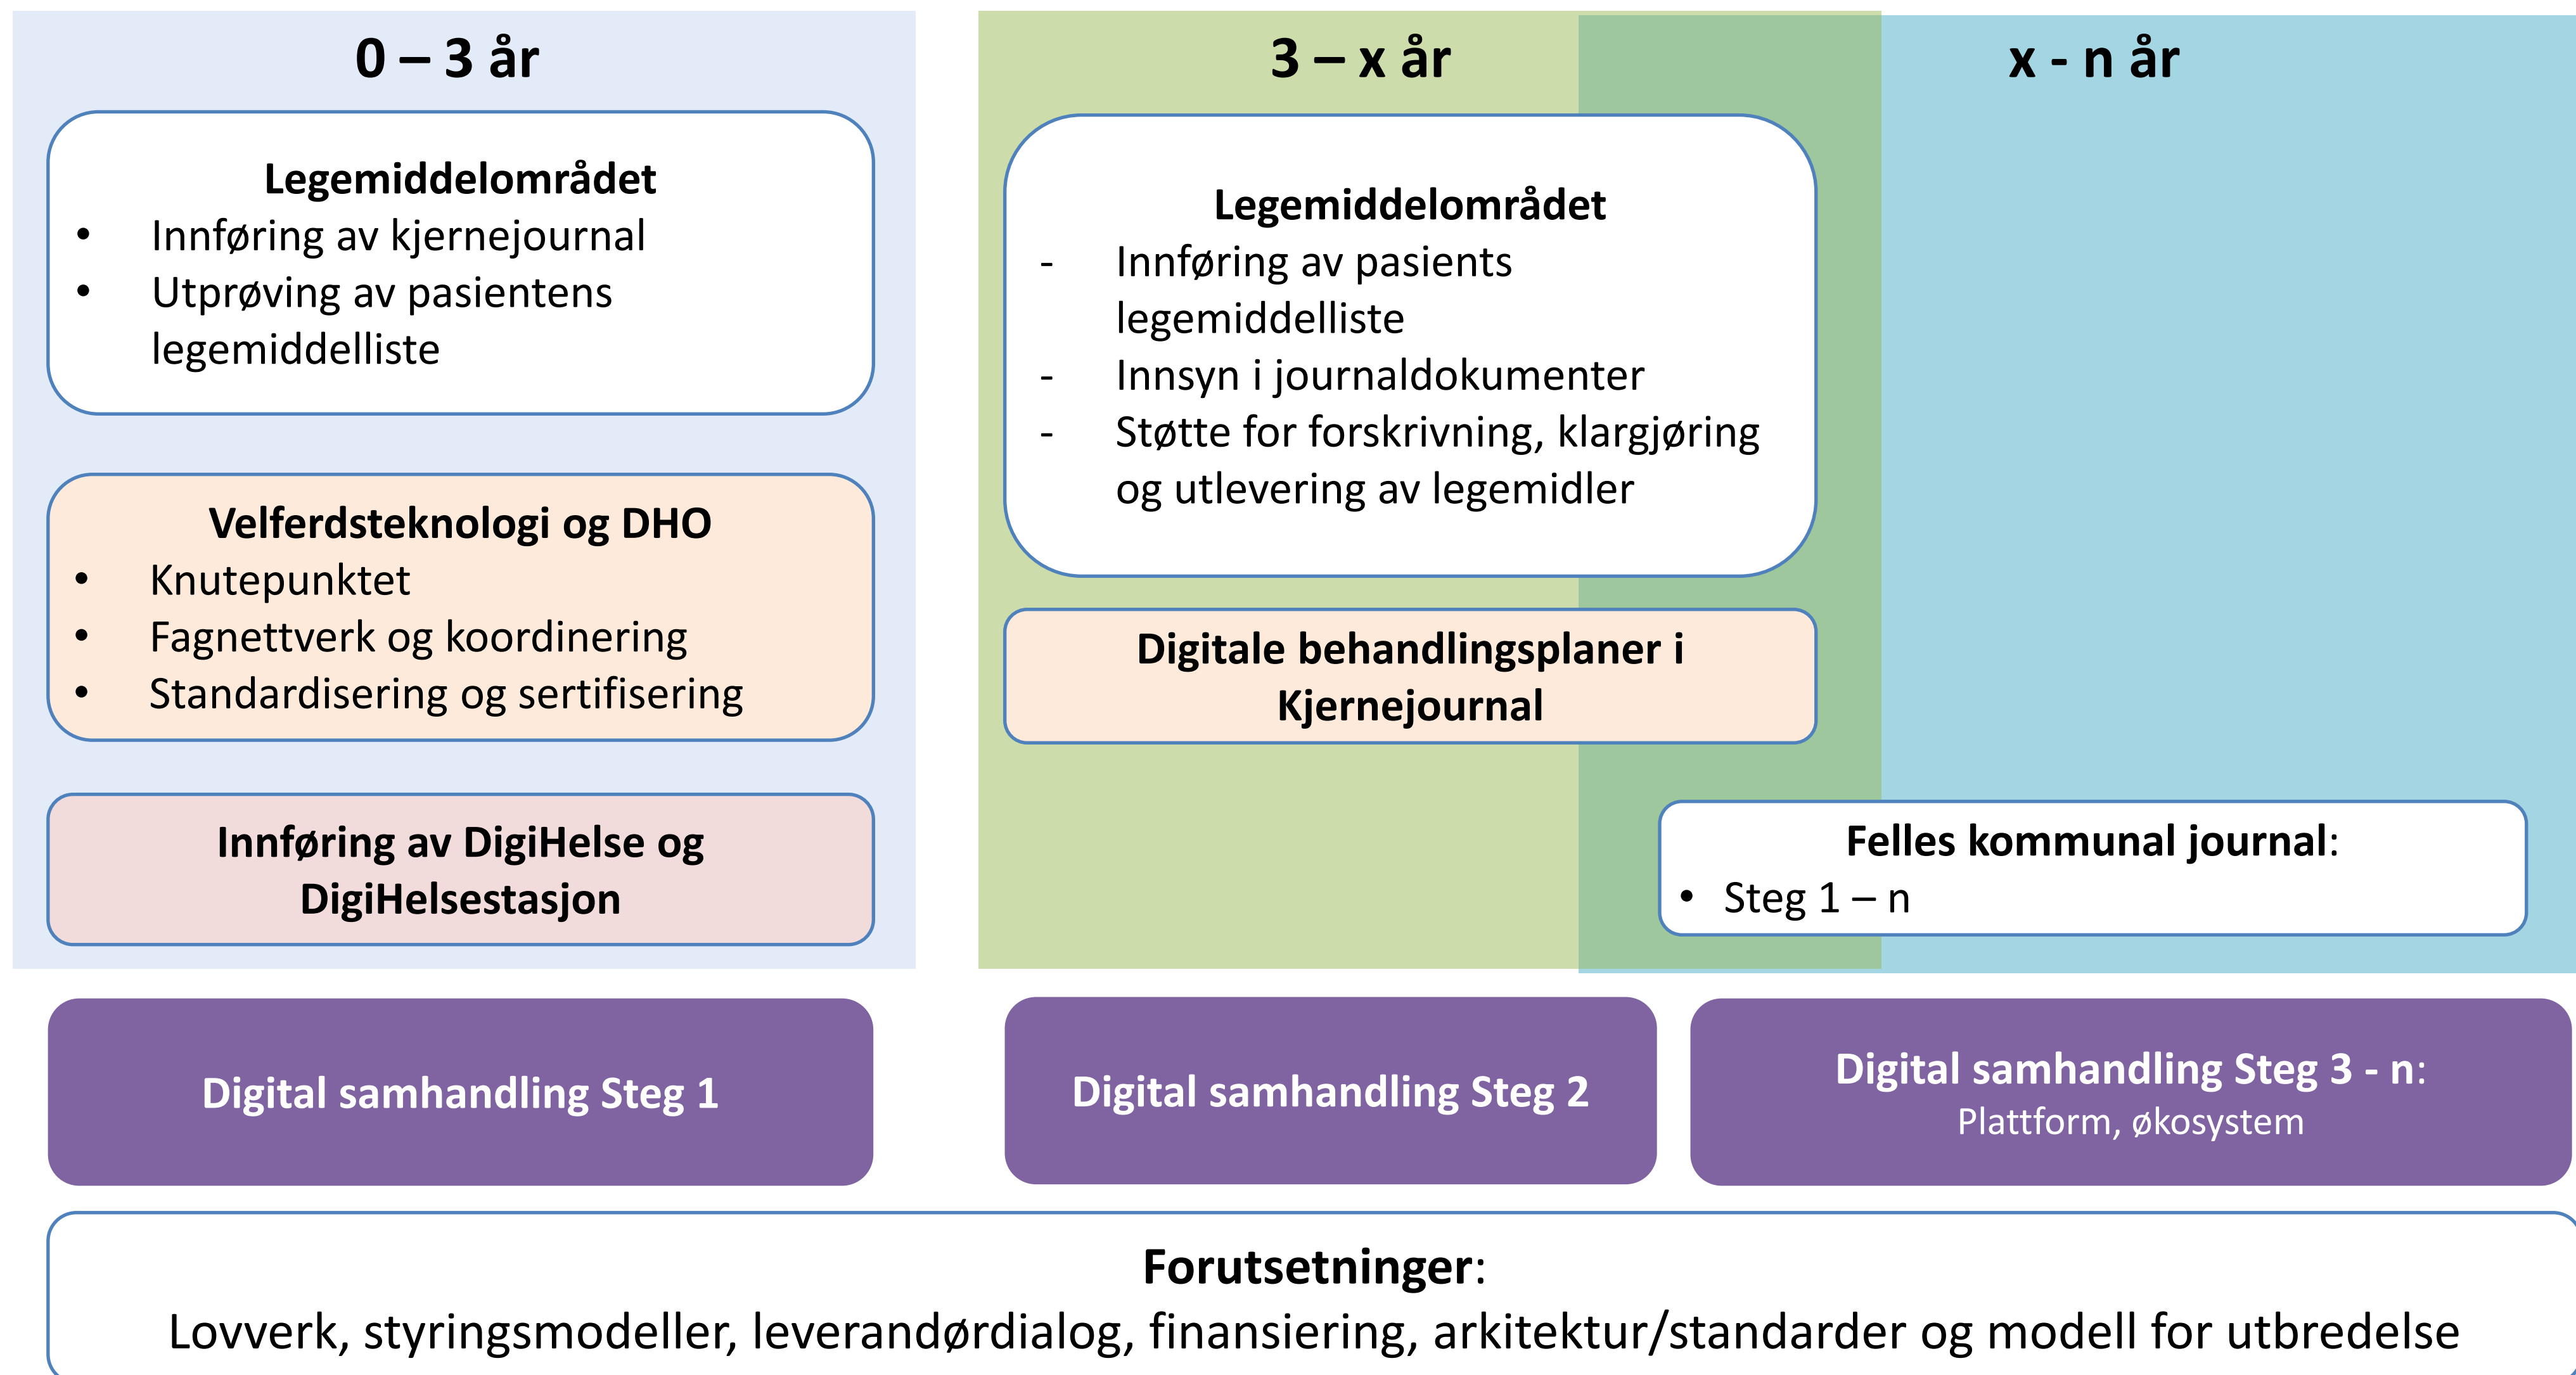 0 – 3 år
Legemiddelområdet
• Innføring av kjernejournal
• Utprøving av pasientens
legemiddelliste
Velferdsteknologi og DHO
• Knutepunktet
• Fagnettverk og koordinering
• Standardisering og sertifisering
Innføring av DigiHelse og
DigiHelsestasjon
3 – x år
Legemiddelområdet
- Innføring av pasients
legemiddelliste
- Innsyn i journaldokumenter
- Støtte for forskrivning, klargjøring
og utlevering av legemidler
Digitale behandlingsplaner i
Kjernejournal
x - n år
Felles kommunal journal:
• Steg 1 – n
Digital samhandling Steg 1
Digital samhandling Steg 2
Digital samhandling Steg 3 - n:
Plattform, økosystem
Forutsetninger:
Lovverk, styringsmodeller, leverandørdialog, finansiering, arkitektur/standarder og modell for utbredelse